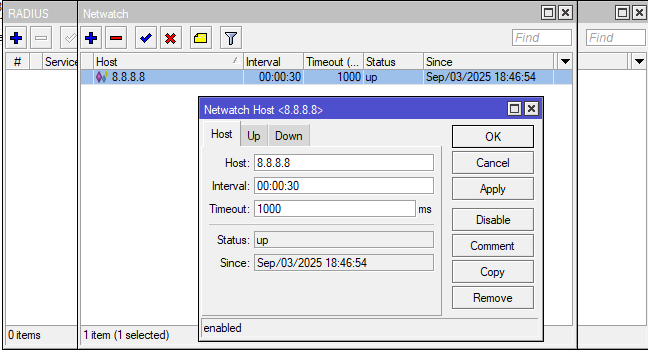 RADIUS
Netwatch
Find
Find
#
Service
Host
Interval
Timeout (...
Status
Since
8.8.8.8
00:00:30
1000
up
Sep/03/2025 18:46:54
Netwatch Host <8.8.8.8>
Host
Up
Down
Host: 8.8.8.8
Interval: 00:00:30
Timeout: 1000 ms
Status: up
Since: Sep/03/2025 18:46:54
OK
Cancel
Apply
Disable
Comment
Copy
Remove
enabled
0 items
1 item (1 selected)